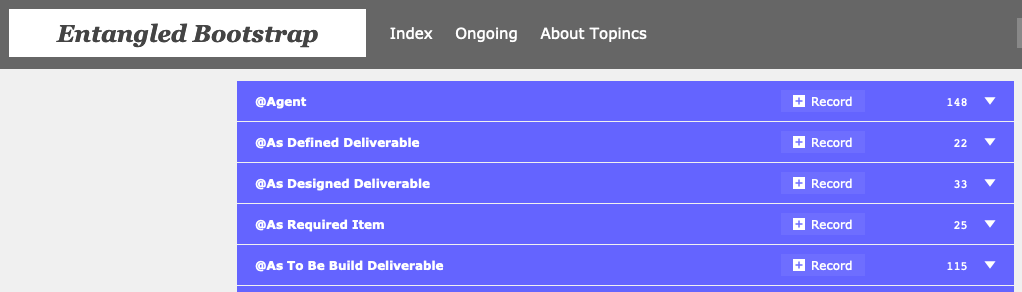 Entangled Bootstrap Index Ongoing About Topincs
@Agent Record 148
@As Defined Deliverable Record 22
@As Designed Deliverable Record 33
@As Required Item Record 25
@As To Be Build Deliverable Record 115